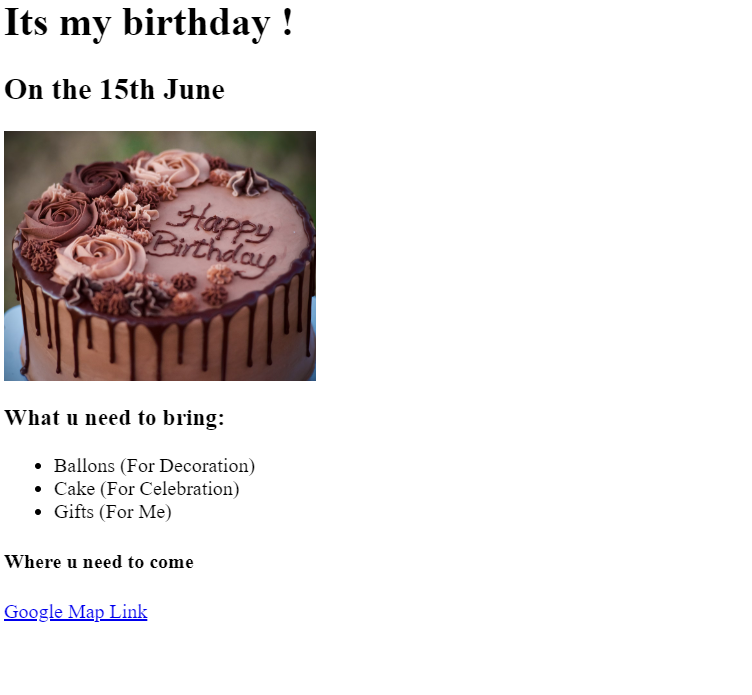 Its my birthday !
On the 15th June
Happy
Birthday
What u need to bring:
Ballons (For Decoration)
Cake (For Celebration)
Gifts (For Me)
Where u need to come
Google Map Link